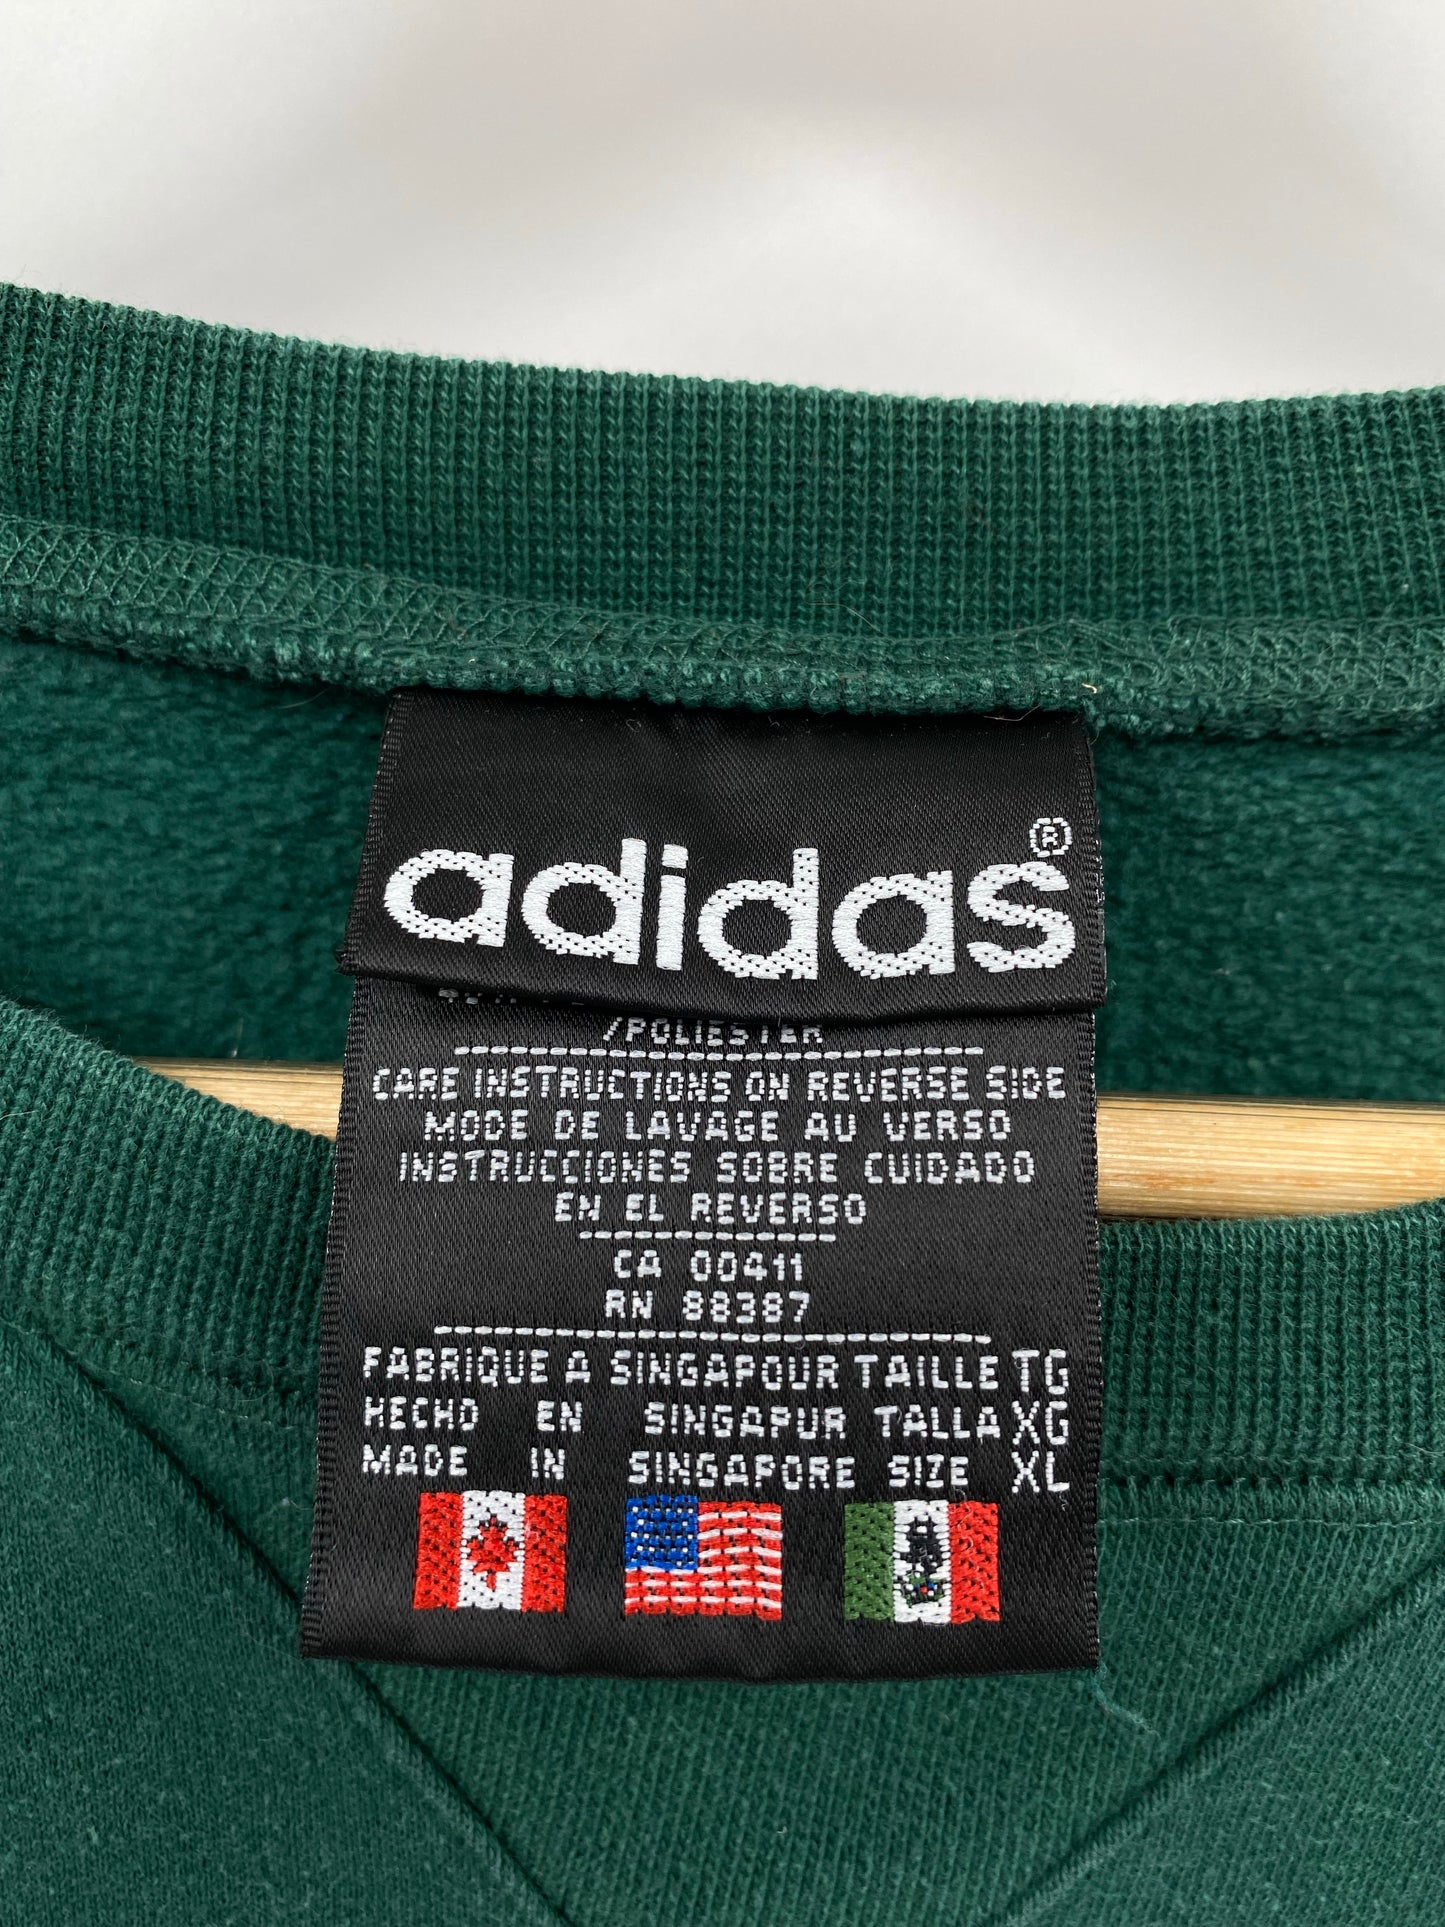 adidas®
/POLIESTER
CARE INSTRUCTIONS ON REVERSE SIDE
MODE DE LAVAGE AU VERSO
INSTRUCCIONES SOBRE CUIDADO
EN EL REVERSO
CA 00411
RN 88387
FABRIQUE A SINGAPOUR TAILLE TG
HECHO EN SINGAPUR TALLA XG
MADE IN SINGAPORE SIZE XL